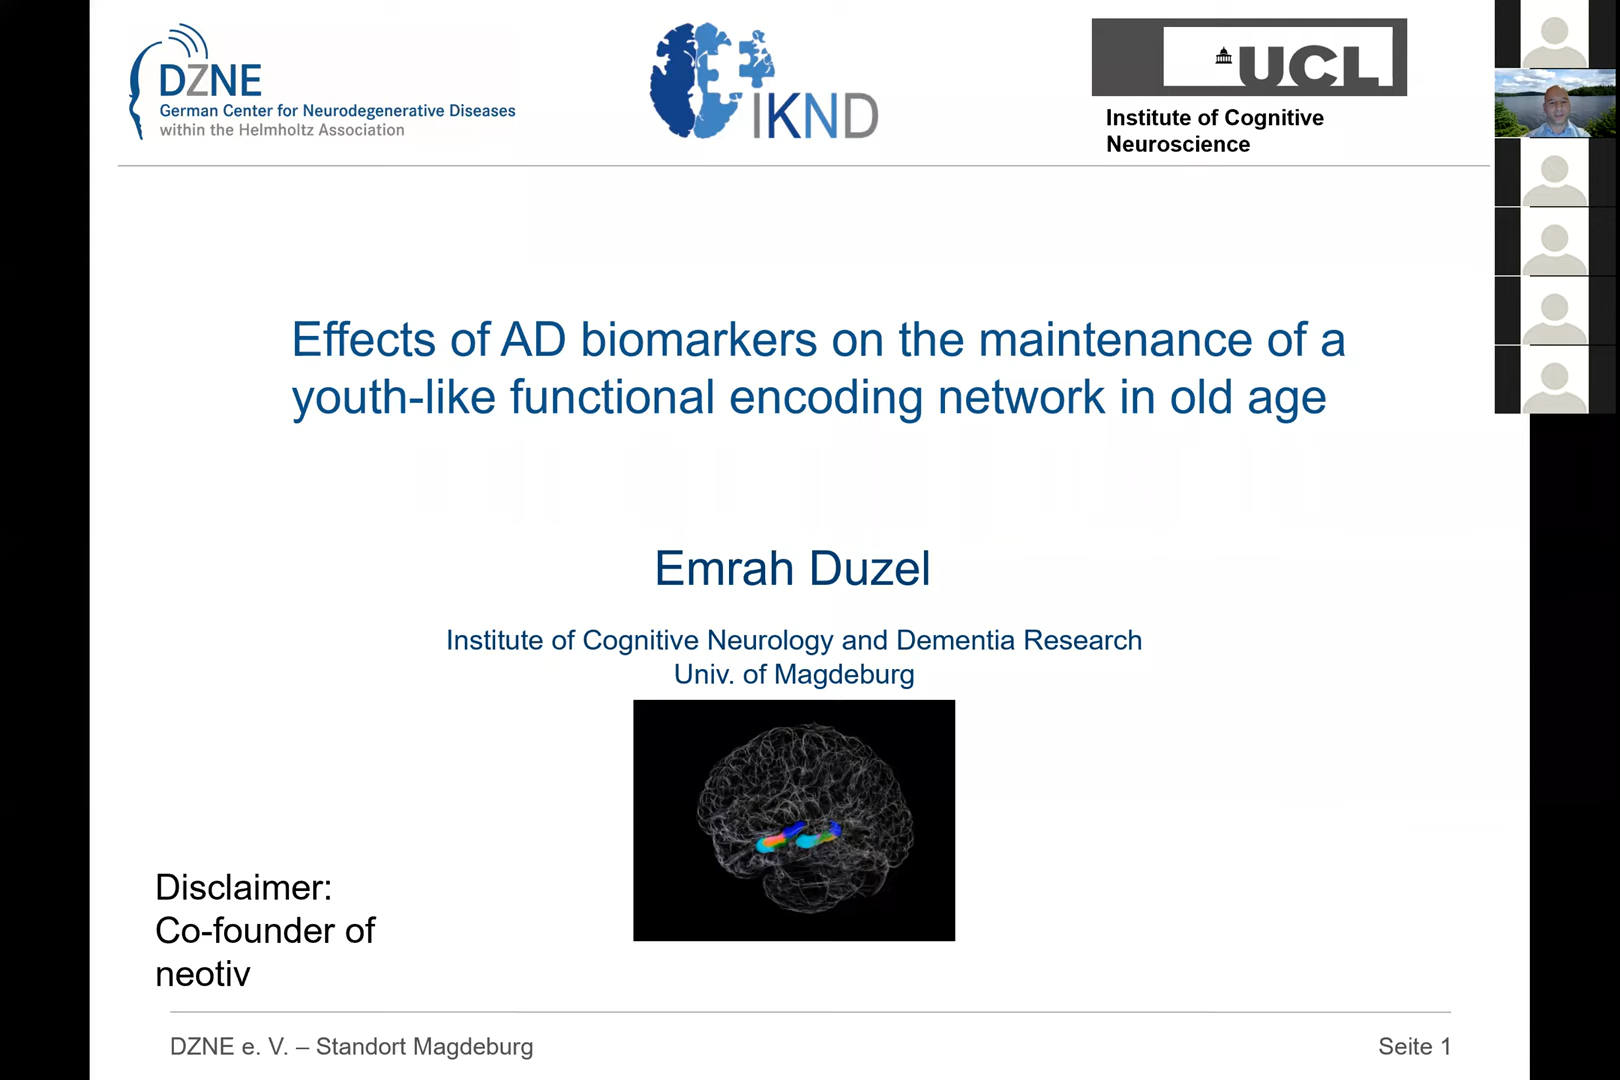 DZNE
German Center for Neurodegenerative Diseases
within the Helmholtz Association
IKND
UCL
Institute of Cognitive
Neuroscience
Effects of AD biomarkers on the maintenance of a
youth-like functional encoding network in old age
Emrah Duzel
Institute of Cognitive Neurology and Dementia Research
Univ. of Magdeburg
Disclaimer:
Co-founder of
neotiv
DZNE e. V. – Standort Magdeburg
Seite 1